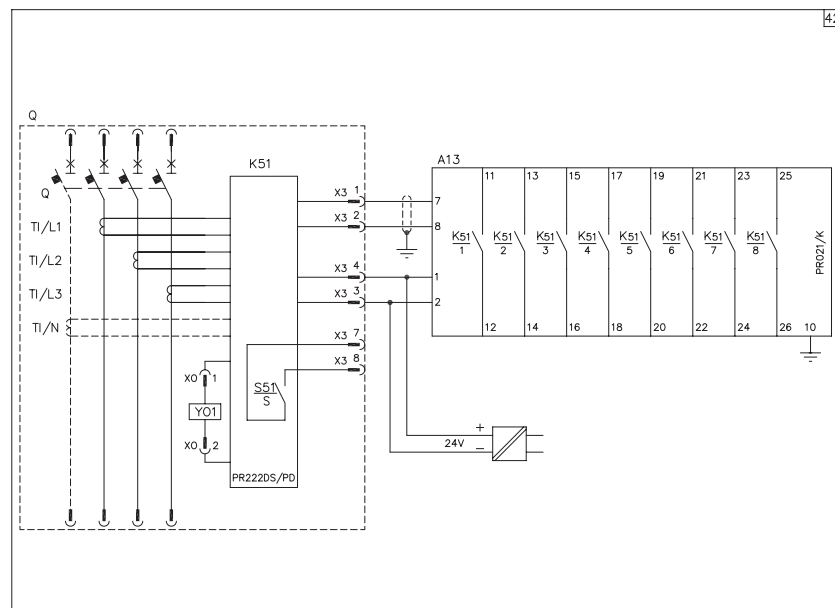 42
Q
K51
A13
11 13 15 17 19 21 23 25
Q
X3 1
7
TI/L1
X3 2
8
K51 K51 K51 K51 K51 K51 K51 K51
1 2 3 4 5 6 7 8
PR021/K
TI/L2
X3 4
1
TI/L3
X3 3
2
TI/N
12 14 16 18 20 22 24 26 10
X3 7
X3 8
X0 1
S51
S
Y01
+
24V
−
X0 2
PR222DS/PD